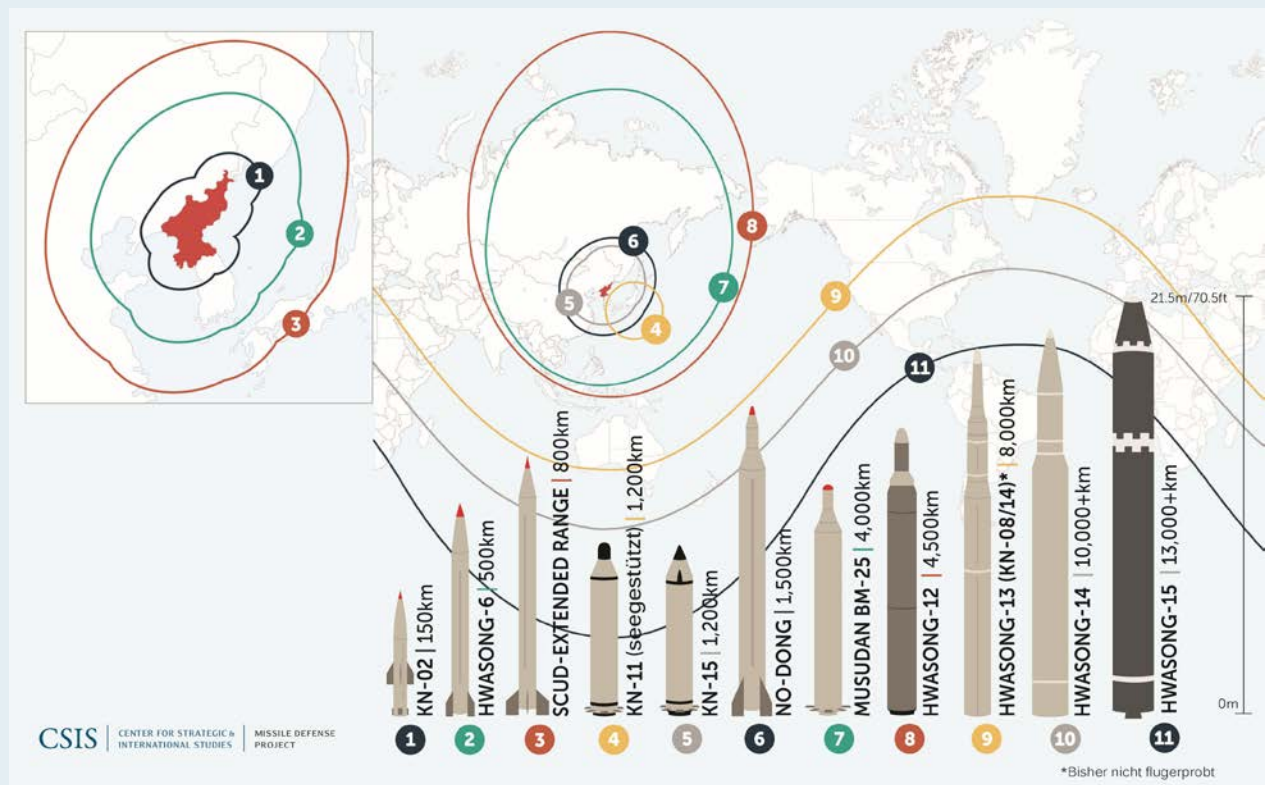 1
2
3
4
5
6
7
8
9
10
11
21.5m/70.5ft
0m
KN-02 | 150km
HWASONG-6 | 500km
SCUD-EXTENDED RANGE | 800km
KN-11 (seegestützt) | 1,200km
KN-15 | 1,200km
NO-DONG | 1,500km
MUSUDAN BM-25 | 4,000km
HWASONG-12 | 4,500km
HWASONG-13 (KN-08/14)* | 8,000km
HWASONG-14 | 10,000+km
HWASONG-15 | 13,000+km
1
2
3
4
5
6
7
8
9
10
11
CSIS | CENTER FOR STRATEGIC & INTERNATIONAL STUDIES | MISSILE DEFENSE PROJECT
*Bisher nicht flugerprobt